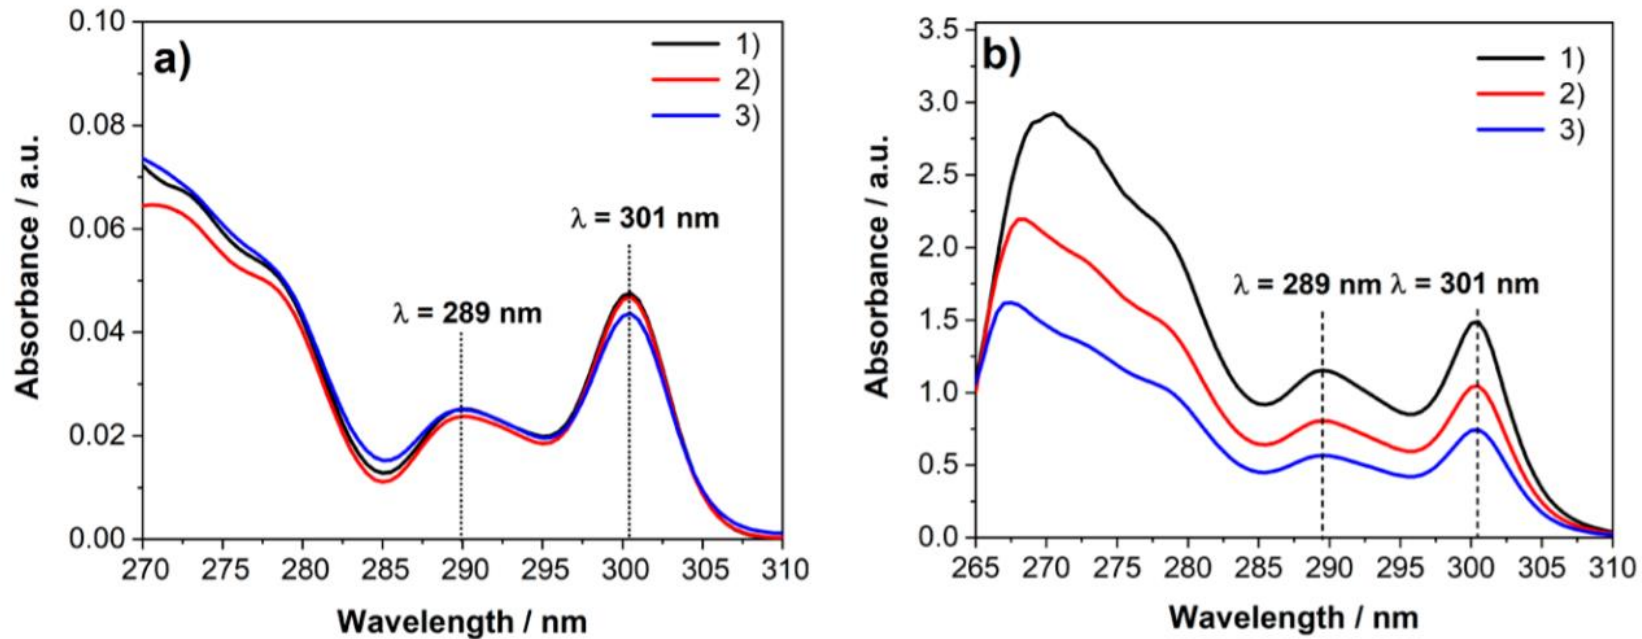 a)
1)
2)
3)
λ = 301 nm
λ = 289 nm
0.10
0.08
0.06
0.04
0.02
0.00
270 275 280 285 290 295 300 305 310
Absorbance / a.u.
Wavelength / nm
b)
1)
2)
3)
λ = 289 nm λ = 301 nm
3.5
3.0
2.5
2.0
1.5
1.0
0.5
0.0
265 270 275 280 285 290 295 300 305 310
Absorbance / a.u.
Wavelength / nm